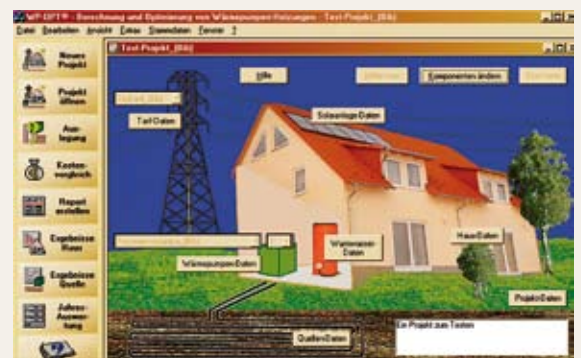 WP-OPT® - Berechnung und Optimierung von Wärmepumpen-Heizungen - Test-Projekt_(Bib)
Datei Bearbeiten Ansicht Extras Stammdaten Fenster ?
Test-Projekt_(Bib)
Neues
Projekt
Projekt
öffnen
Aus-
legung
Kosten-
vergleich
Report
erstellen
Ergebnisse
Haus
Ergebnisse
Quelle
Jahres-
Auswer-
tung
Hilfe
Komponenten ändern
Tarif-Daten
Solaranlage-Daten
Warmwasser-
Daten
Haus-Daten
Wärmepumpen-Daten
Projekt-Daten
Quellen-Daten
Ein Projekt zum Testen